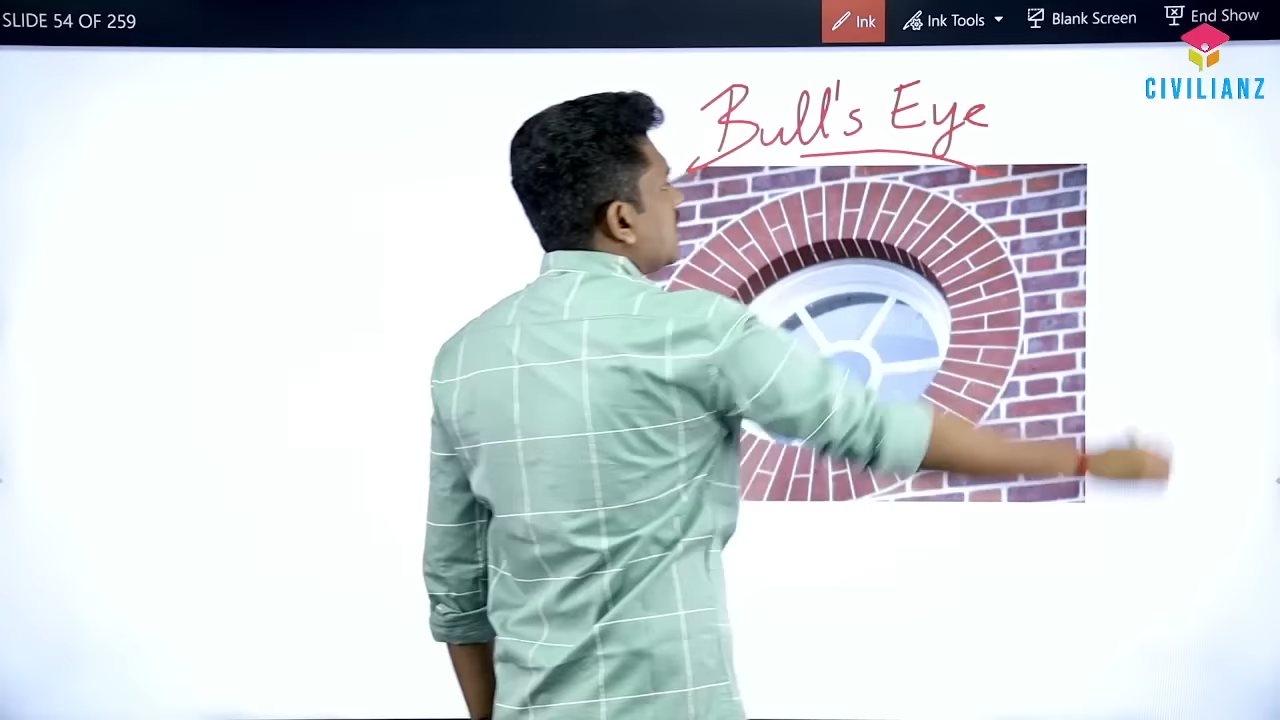 SLIDE 54 OF 259
Ink
Ink Tools
Blank Screen
End Show
CIVILIANZ
Bull's Eye